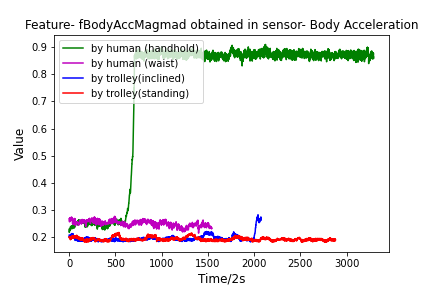 Feature- fBodyAccMagmad obtained in sensor- Body Acceleration
by human (handhold)
by human (waist)
by trolley(inclined)
by trolley(standing)
0.9
0.8
0.7
0.6
0.5
0.4
0.3
0.2
Value
0 500 1000 1500 2000 2500 3000
Time/2s